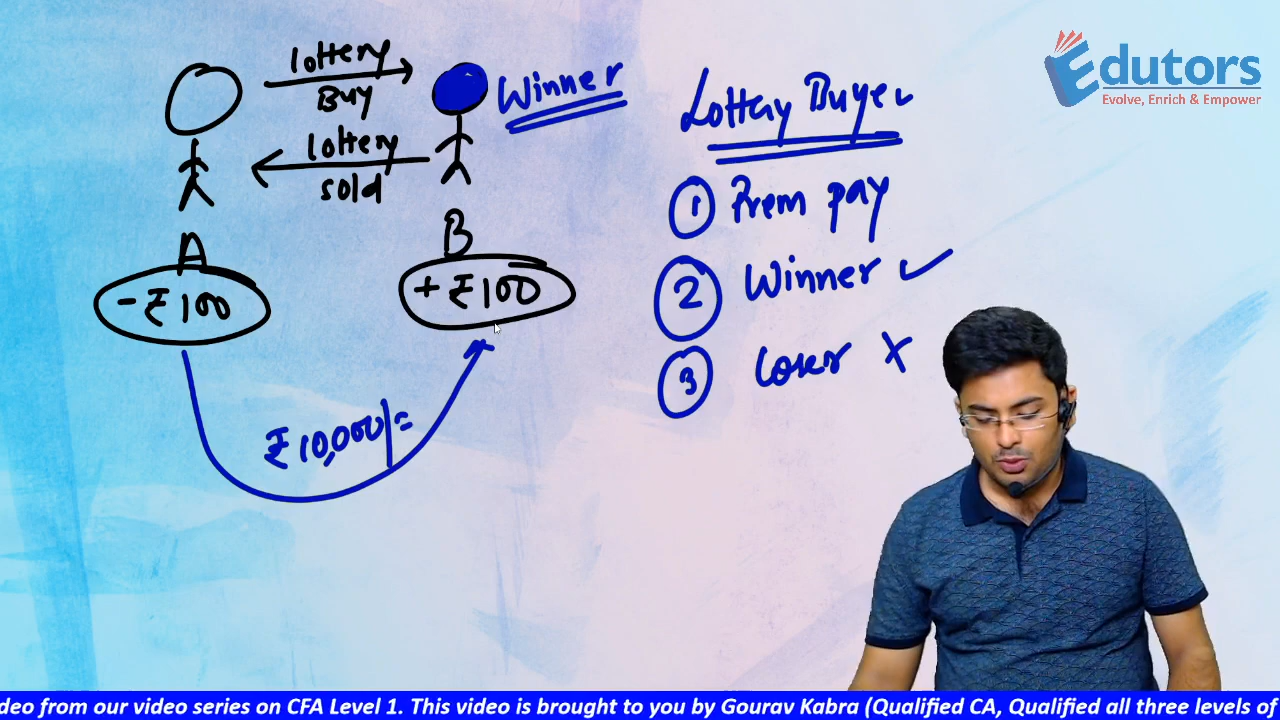 lottery
Buy
lottery
sold
A
B
- ₹100
+ ₹100
₹10,000/=
Winner
Lottery Buyer
① Prem pay
② Winner ✓
③ Loser X
Edutors
Evolve, Enrich & Empower
deo from our video series on CFA Level 1. This video is brought to you by Gourav Kabra (Qualified CA, Qualified all three levels of